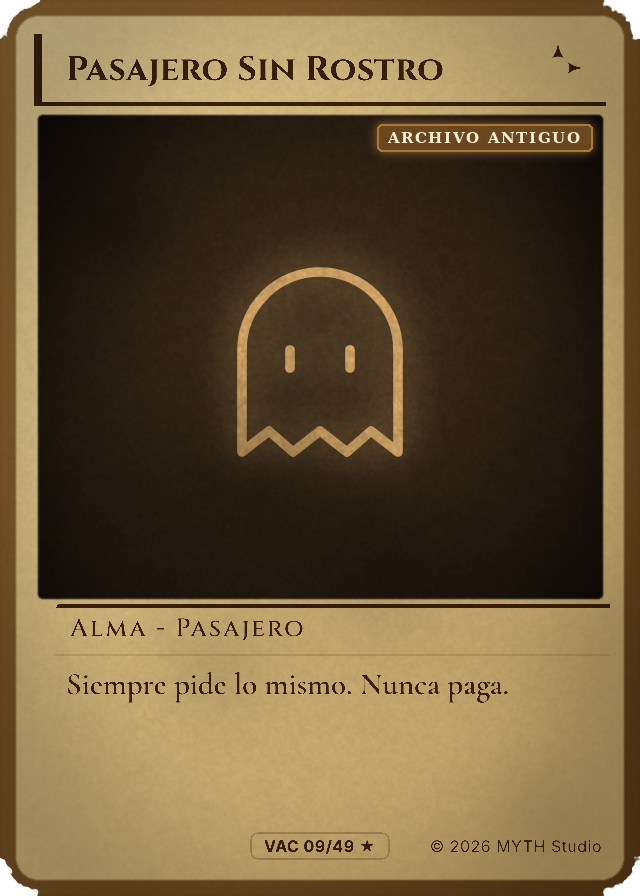 Pasajero Sin Rostro
ARCHIVO ANTIGUO
Alma - Pasajero
Siempre pide lo mismo. Nunca paga.
VAC 09/49 ★
© 2026 MYTH Studio